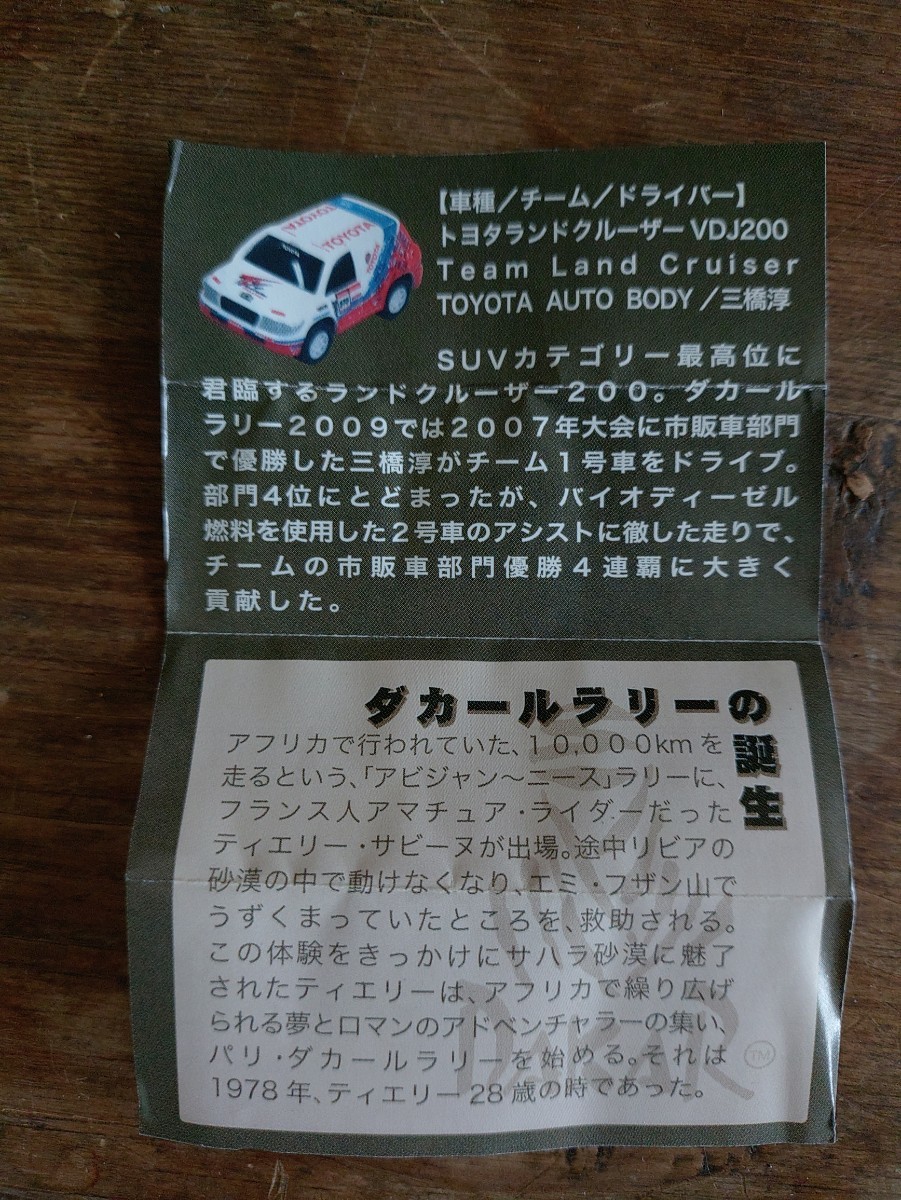 【車種／チーム／ドライバー】
トヨタランドクルーザーVDJ200
Team Land Cruiser
TOYOTA AUTO BODY／三橋淳
SUVカテゴリー最高位に
君臨するランドクルーザー200。ダカール
ラリー2009では2007年大会に市販車部門
で優勝した三橋淳がチーム1号車をドライブ。
部門4位にとどまったが、バイオディーゼル
燃料を使用した2号車のアシストに徹した走りで、
チームの市販車部門優勝4連覇に大きく
貢献した。
TOYOTA
TOYOTA
ダカールラリーの誕生
アフリカで行われていた、10,000kmを
走るという、「アビジャン〜ニース」ラリーに、
フランス人アマチュア・ライダーだった
ティエリー・サビーヌが出場。途中リビアの
砂漠の中で動けなくなり、エミ・フザン山で
うずくまっていたところを、救助される。
この体験をきっかけにサハラ砂漠に魅了
されたティエリーは、アフリカで繰り広げ
られる夢とロマンのアドベンチャラーの集い、
パリ・ダカールラリーを始める。それは
1978年、ティエリー28歳の時であった。
DAKAR
TM